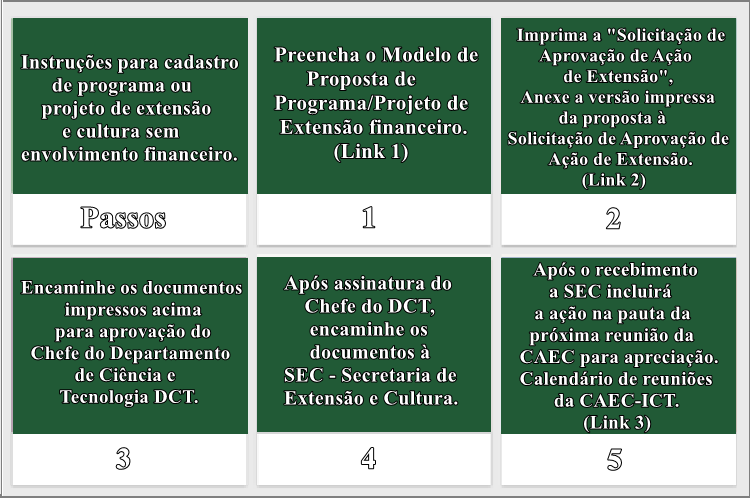 Instruções para cadastro
de programa ou
projeto de extensão
e cultura sem
envolvimento financeiro.
Passos
Preencha o Modelo de
Proposta de
Programa/Projeto de
Extensão financeiro.
(Link 1)
1
Imprima a "Solicitação de
Aprovação de Ação
de Extensão",
Anexe a versão impressa
da proposta à
Solicitação de Aprovação de
Ação de Extensão.
(Link 2)
2
Encaminhe os documentos
impressos acima
para aprovação do
Chefe do Departamento
de Ciência e
Tecnologia DCT.
3
Após assinatura do
Chefe do DCT,
encaminhe os
documentos à
SEC - Secretaria de
Extensão e Cultura.
4
Após o recebimento
a SEC incluirá
a ação na pauta da
próxima reunião da
CAEC para apreciação.
Calendário de reuniões
da CAEC-ICT.
(Link 3)
5